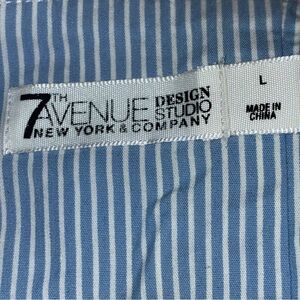 7TH AVENUE DESIGN STUDIO
NEW YORK & COMPANY
L
MADE IN
CHINA